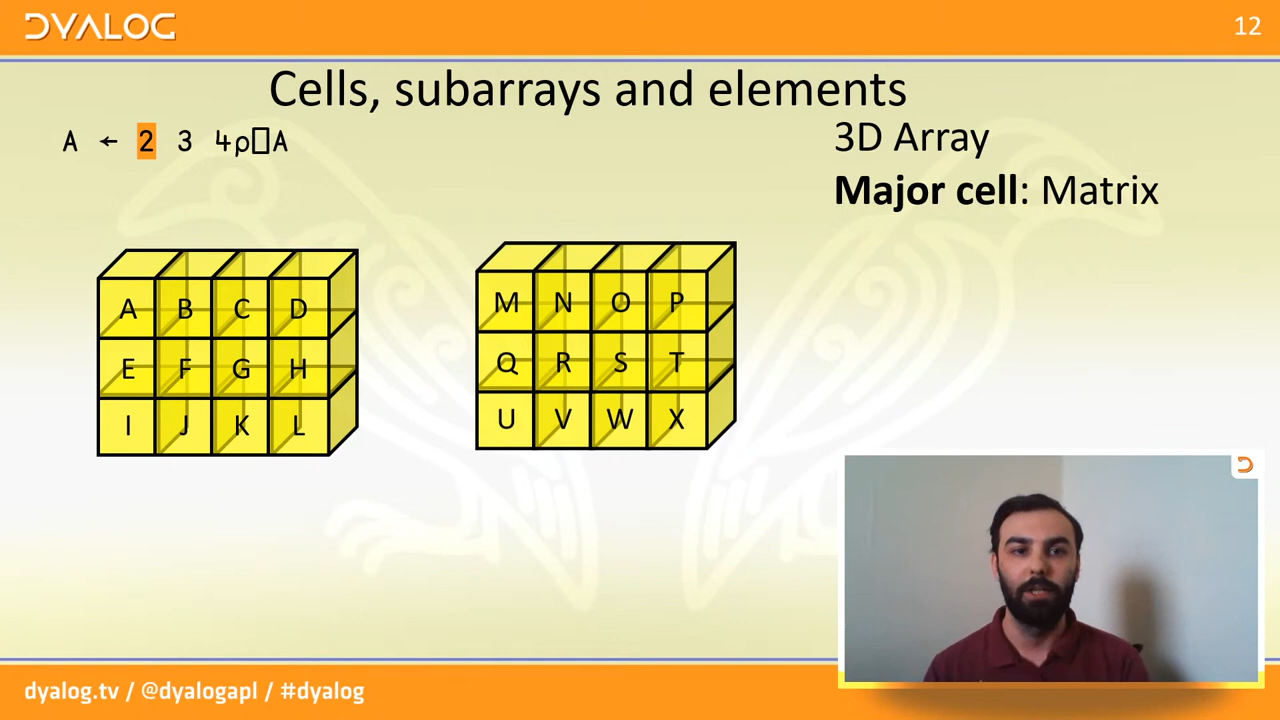 DYALOG
12
Cells, subarrays and elements
A ← 2 3 4⍴⎕A
3D Array
Major cell: Matrix
A B C D
E F G H
I J K L
M N O P
Q R S T
U V W X
dyalog.tv / @dyalogapl / #dyalog